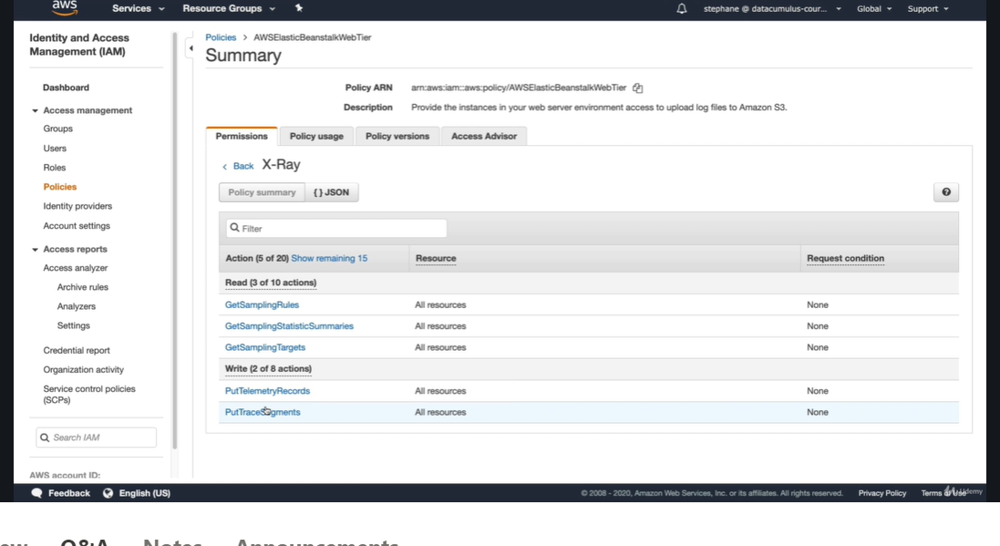 aws
Services
Resource Groups
stephane @ datacumulus-cour...
Global
Support
Identity and Access
Management (IAM)
Dashboard
Access management
Groups
Users
Roles
Policies
Identity providers
Account settings
Access reports
Access analyzer
Archive rules
Analyzers
Settings
Credential report
Organization activity
Service control policies
(SCPs)
Search IAM
AWS account ID:
Policies > AWSElasticBeanstalkWebTier
Summary
Policy ARN arn:aws:iam::aws:policy/AWSElasticBeanstalkWebTier
Description Provide the instances in your web server environment access to upload log files to Amazon S3.
Permissions Policy usage Policy versions Access Advisor
Back X-Ray
Policy summary { } JSON
Filter
Action (5 of 20) Show remaining 15 Resource Request condition
Read (3 of 10 actions)
GetSamplingRules All resources None
GetSamplingStatisticSummaries All resources None
GetSamplingTargets All resources None
Write (2 of 8 actions)
PutTelemetryRecords All resources None
PutTraceSegments All resources None
Feedback English (US) © 2008 - 2020, Amazon Web Services, Inc. or its affiliates. All rights reserved. Privacy Policy Terms of Use
Udemy
Q&A Notes Announcements